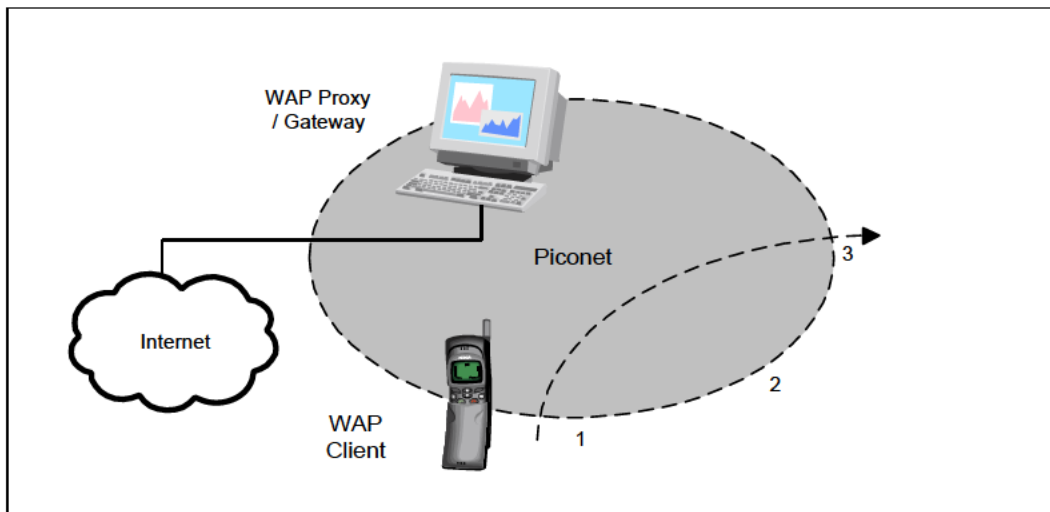 WAP Proxy
/ Gateway
Piconet
3
Internet
2
WAP
Client
1